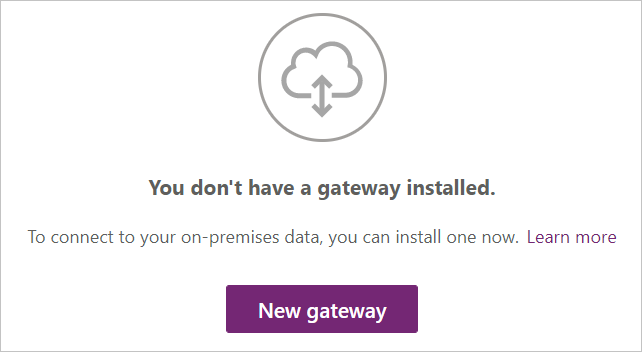 You don't have a gateway installed.
To connect to your on-premises data, you can install one now. Learn more
New gateway